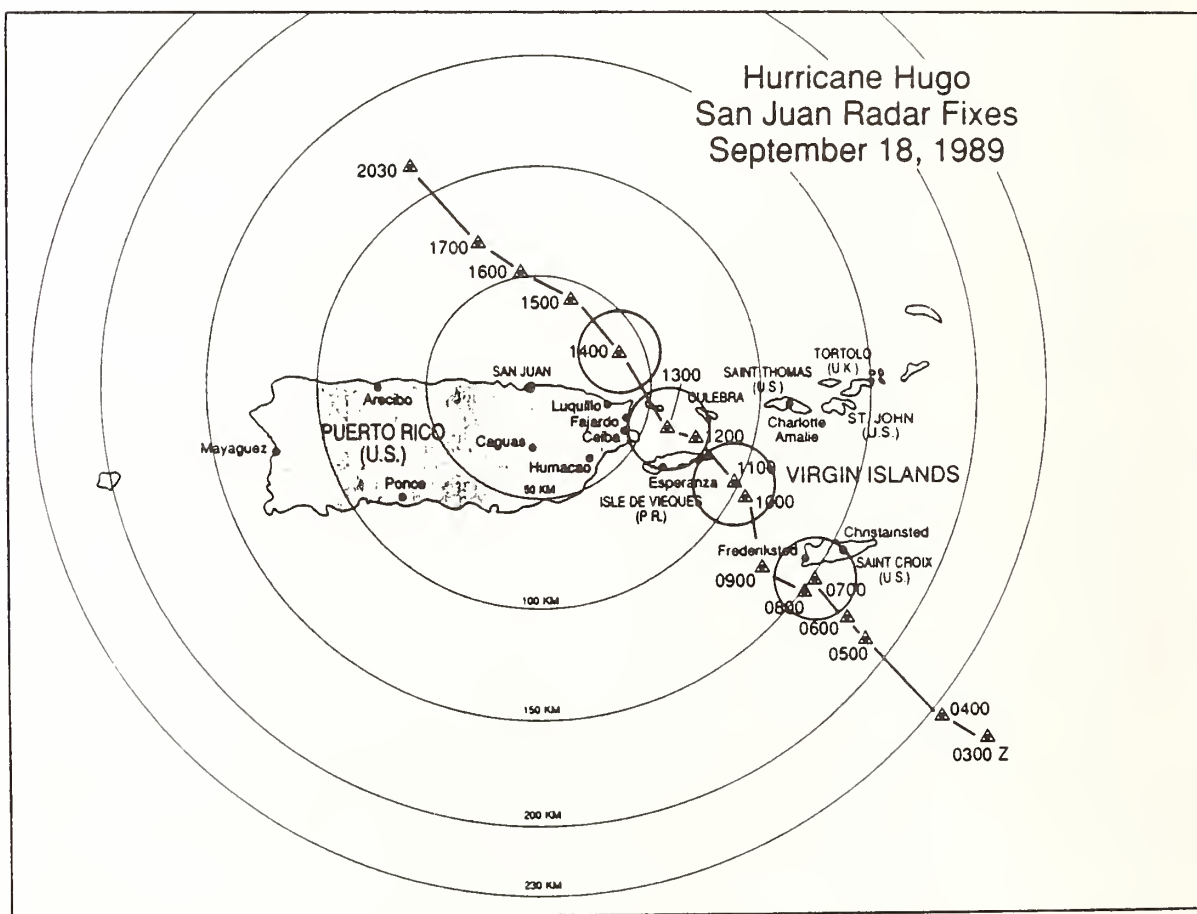 Hurricane Hugo
San Juan Radar Fixes
September 18, 1989
2030
1700
1600
1500
1400
1300
1200
1100
1000
0900
0800
0700
0600
0500
0400
0300 Z
SAN JUAN
Arecibo
Luquillo
Fajardo
Ceiba
PUERTO RICO
(U.S.)
Mayaguez
Caguas
Humacao
Ponce
CULEBRA
Esperanza
ISLE DE VIEQUES
(P.R.)
SAINT THOMAS
(U.S.)
Charlotte
Amalie
TORTOLO
(U.K.)
ST. JOHN
(U.S.)
VIRGIN ISLANDS
Frederiksted
Christainsted
SAINT CROIX
(U.S.)
50 KM
100 KM
150 KM
200 KM
230 KM